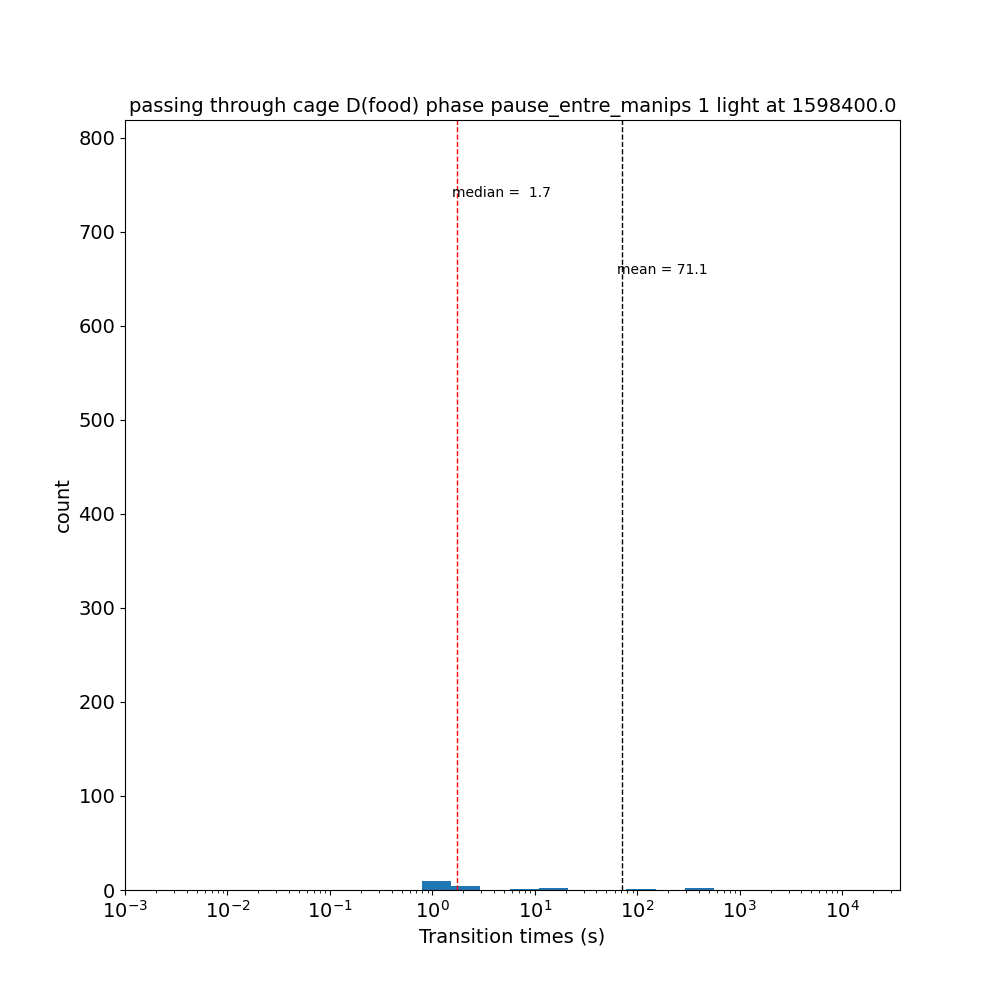 passing through cage D(food) phase pause_entre_manips 1 light at 1598400.0
800
median =  1.7
700
mean = 71.1
600
500
count
400
300
200
100
0
10⁻³ 10⁻² 10⁻¹ 10⁰ 10¹ 10² 10³ 10⁴
Transition times (s)